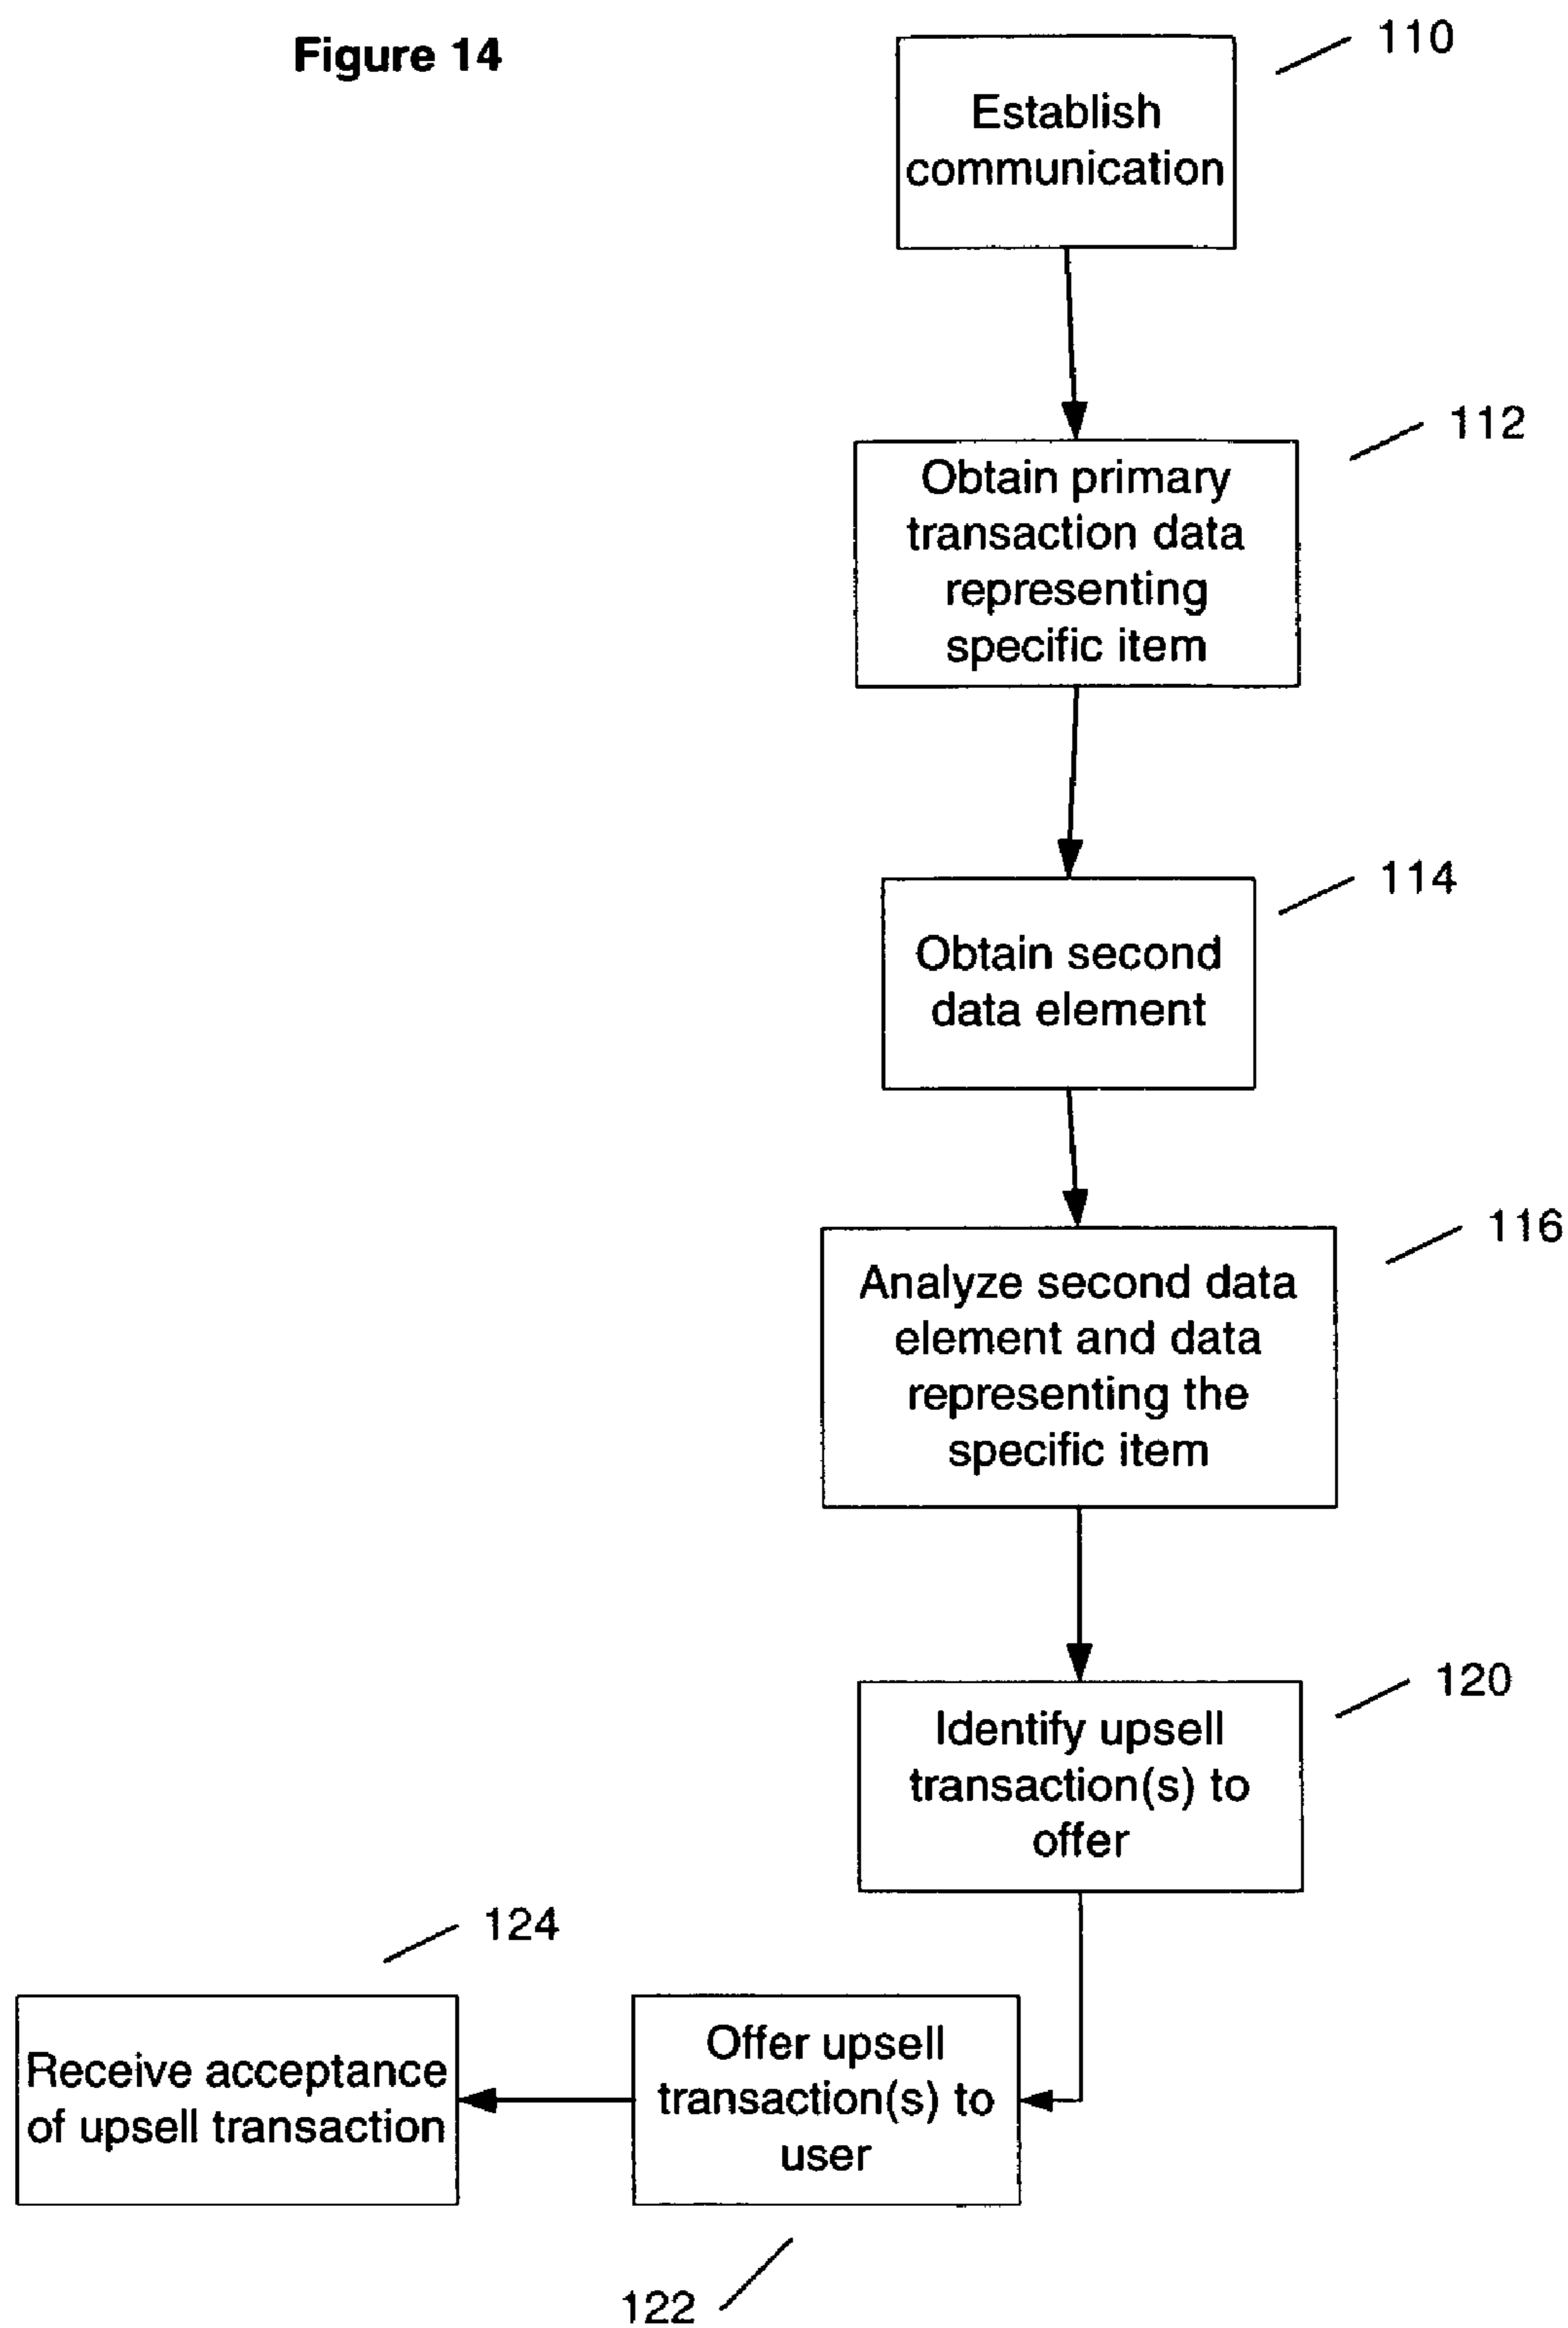 Figure 14
110
Establish
communication
112
Obtain primary
transaction data
representing
specific item
114
Obtain second
data element
116
Analyze second data
element and data
representing the
specific item
120
Identify upsell
transaction(s) to
offer
124
Receive acceptance
of upsell transaction
Offer upsell
transaction(s) to
user
122